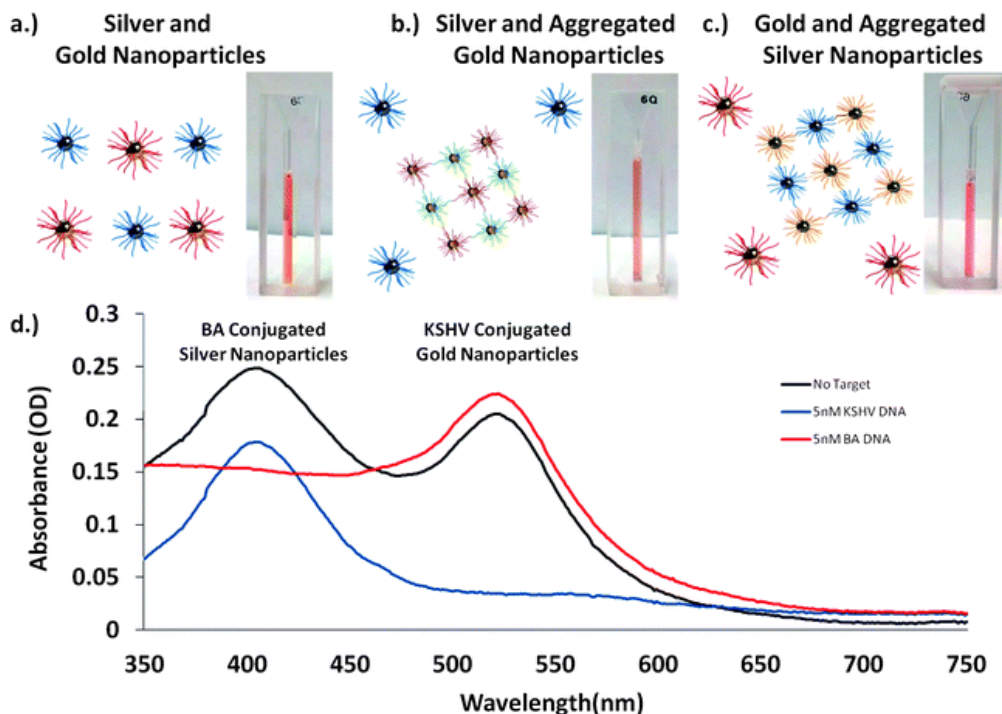 a.) Silver and
Gold Nanoparticles
b.) Silver and Aggregated
Gold Nanoparticles
c.) Gold and Aggregated
Silver Nanoparticles
6Q
d.)
BA Conjugated
Silver Nanoparticles
KSHV Conjugated
Gold Nanoparticles
No Target
5nM KSHV DNA
5nM BA DNA
Absorbance (OD)
0.3
0.25
0.2
0.15
0.1
0.05
0
350 400 450 500 550 600 650 700 750
Wavelength(nm)